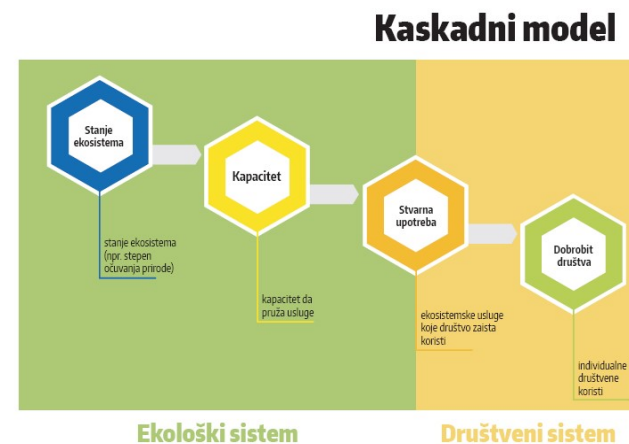 Kaskadni model
Stanje
ekosistema
Kapacitet
Stvarna
upotreba
Dobrobit
društva
stanje ekosistema
(npr. stepen
očuvanja prirode)
kapacitet da
pruža usluge
ekosistemske usluge
koje društvo zaista
koristi
individualne
društvene
koristi
Ekološki sistem
Društveni sistem